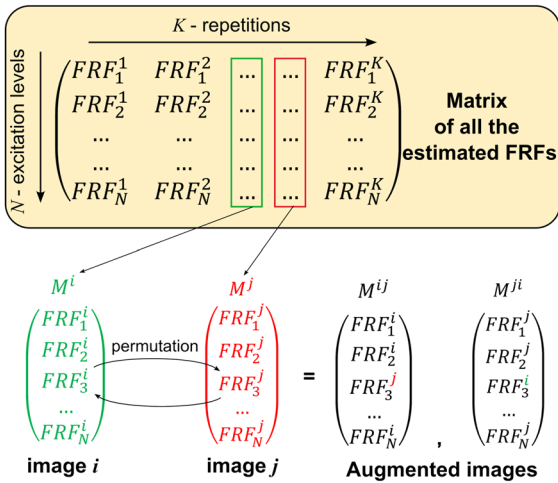 K - repetitions
N - excitation levels
FRF_1^1 FRF_1^2 ... ... FRF_1^K
FRF_2^1 FRF_2^2 ... ... FRF_2^K
... ... ... ... ...
... ... ... ... ...
FRF_N^1 FRF_N^2 ... ... FRF_N^K
Matrix
of all the
estimated FRFs
M^i
FRF_1^i
FRF_2^i
FRF_3^i
...
FRF_N^i
image i
permutation
M^j
FRF_1^j
FRF_2^j
FRF_3^j
...
FRF_N^j
image j
=
M^ij
FRF_1^i
FRF_2^i
FRF_3^j
...
FRF_N^i
,
M^ji
FRF_1^j
FRF_2^j
FRF_3^i
...
FRF_N^j
Augmented images